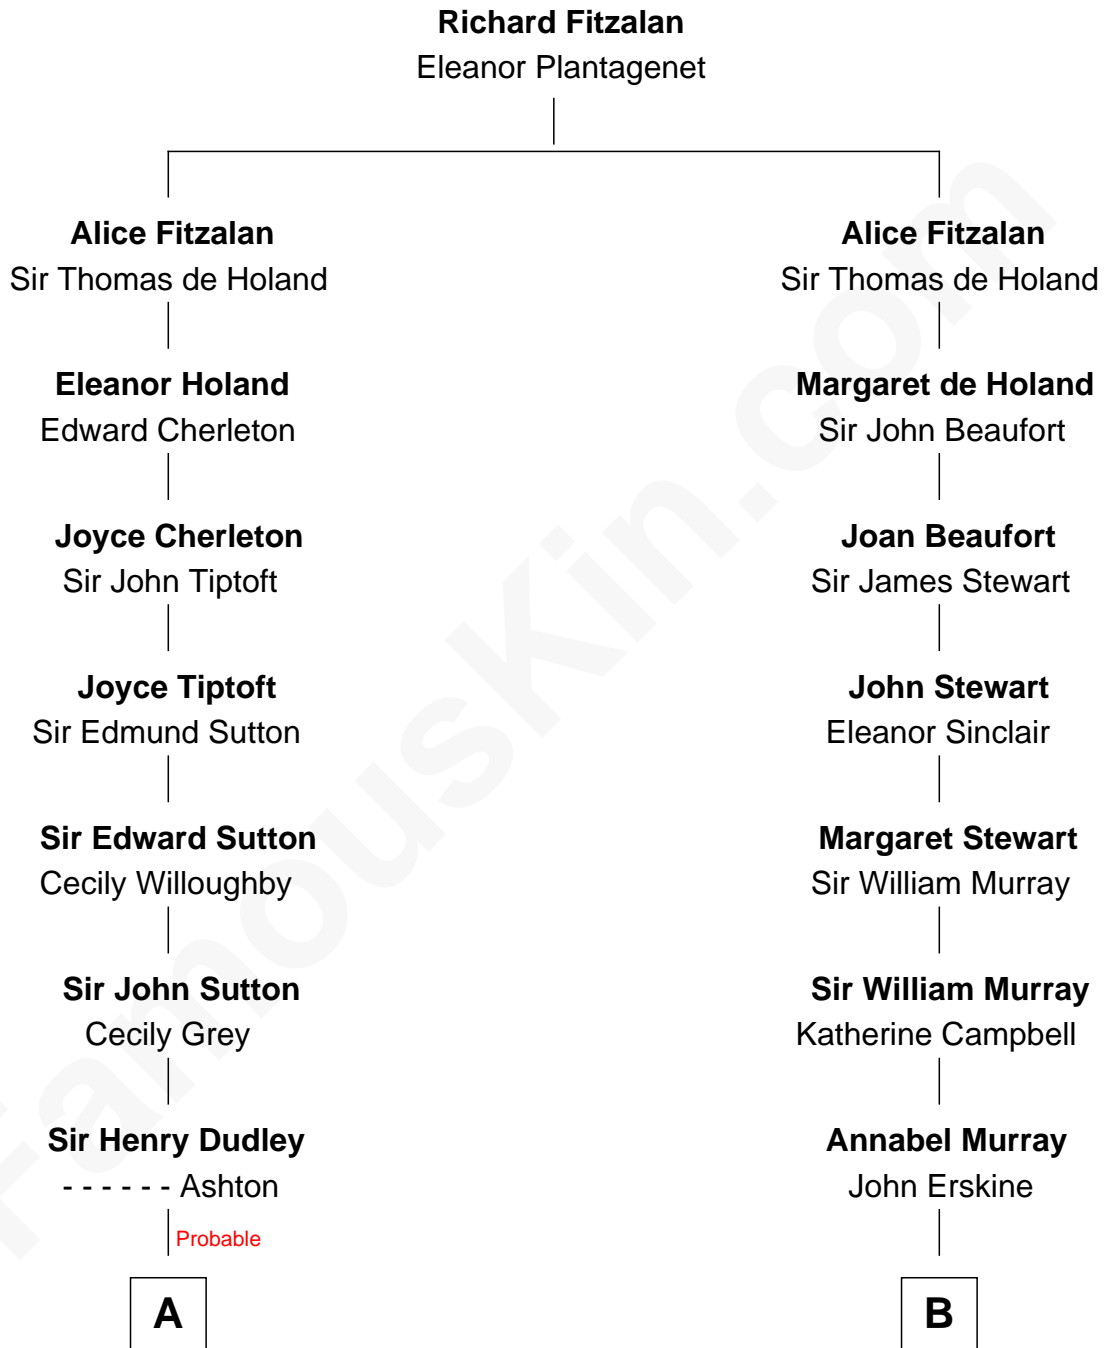 Richard Fitzalan
Eleanor Plantagenet
Alice Fitzalan
Sir Thomas de Holand
Alice Fitzalan
Sir Thomas de Holand
Eleanor Holand
Edward Cherleton
Margaret de Holand
Sir John Beaufort
Joyce Cherleton
Sir John Tiptoft
Joan Beaufort
Sir James Stewart
Joyce Tiptoft
Sir Edmund Sutton
John Stewart
Eleanor Sinclair
Sir Edward Sutton
Cecily Willoughby
Margaret Stewart
Sir William Murray
Sir John Sutton
Cecily Grey
Sir William Murray
Katherine Campbell
Sir Henry Dudley
- - - - - - Ashton
Annabel Murray
John Erskine
Probable
A
B
FamousKin.com